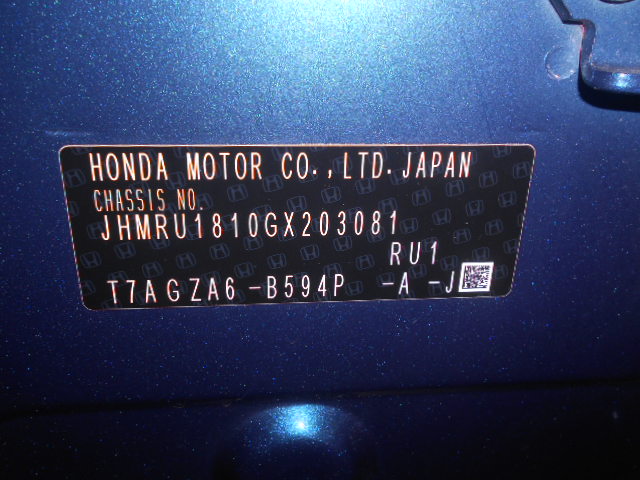 HONDA MOTOR CO.,LTD.JAPAN
CHASSIS NO.
JHMRU1810GX203081
RU1
T7AGZA6-B594P -A -J